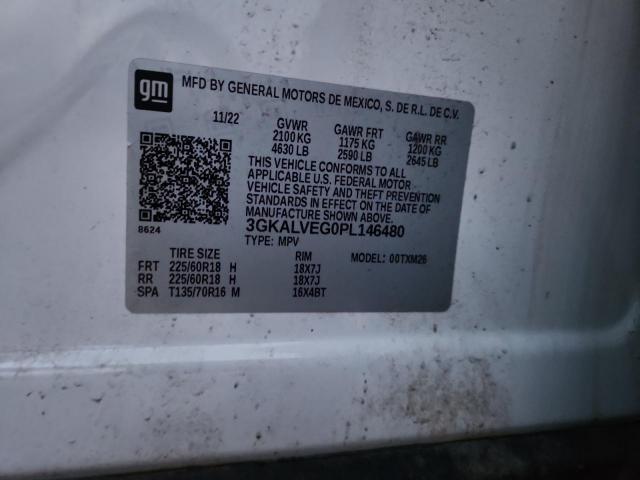 gm
MFD BY GENERAL MOTORS DE MEXICO, S. DE R.L. DE C.V.
11/22 GVWR GAWR FRT GAWR RR
2100 KG 1175 KG 1200 KG
4630 LB 2590 LB 2645 LB
THIS VEHICLE CONFORMS TO ALL
APPLICABLE U.S. FEDERAL MOTOR
VEHICLE SAFETY AND THEFT PREVENTION
STANDARDS IN EFFECT ON THE DATE OF
MANUFACTURE SHOWN ABOVE.
8624 3GKALVEG0PL146480
TYPE: MPV MODEL: 00TXM26
TIRE SIZE RIM
FRT 225/60R18 H 18X7J
RR 225/60R18 H 18X7J
SPA T135/70R16 M 16X4BT